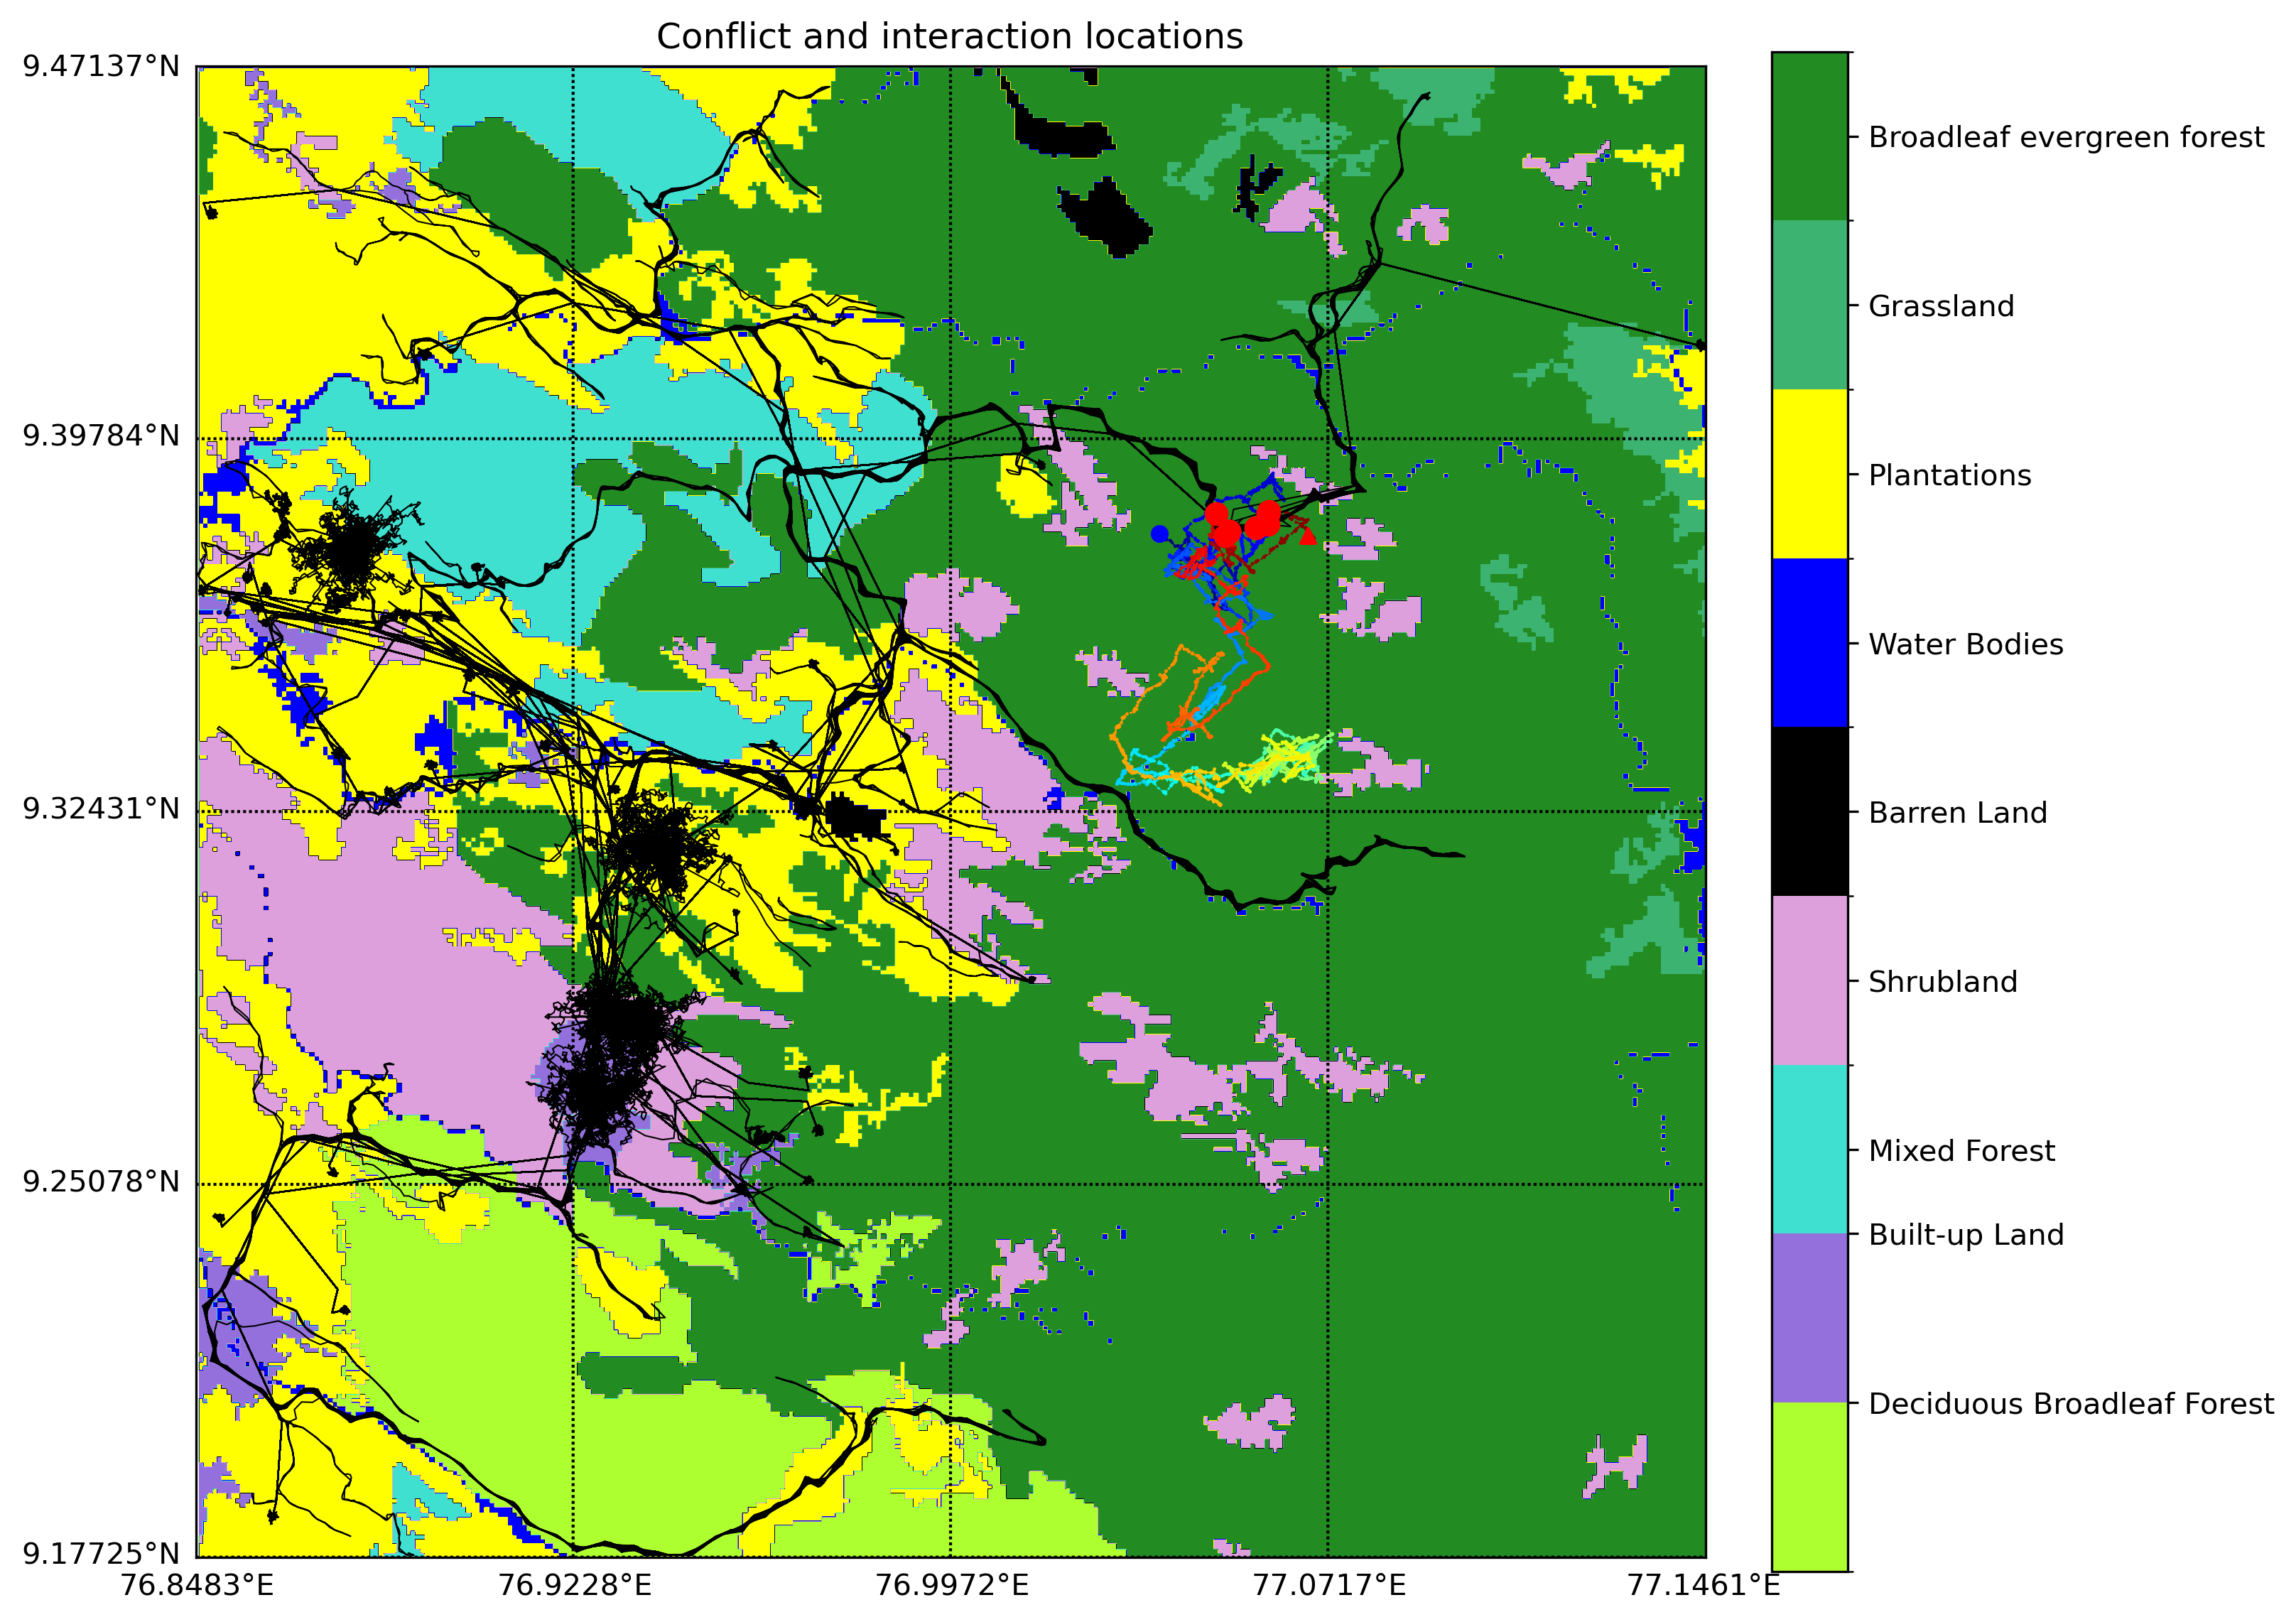 Conflict and interaction locations
9.47137°N
9.39784°N
9.32431°N
9.25078°N
9.17725°N
76.8483°E
76.9228°E
76.9972°E
77.0717°E
77.1461°E
Broadleaf evergreen forest
Grassland
Plantations
Water Bodies
Barren Land
Shrubland
Mixed Forest
Built-up Land
Deciduous Broadleaf Forest